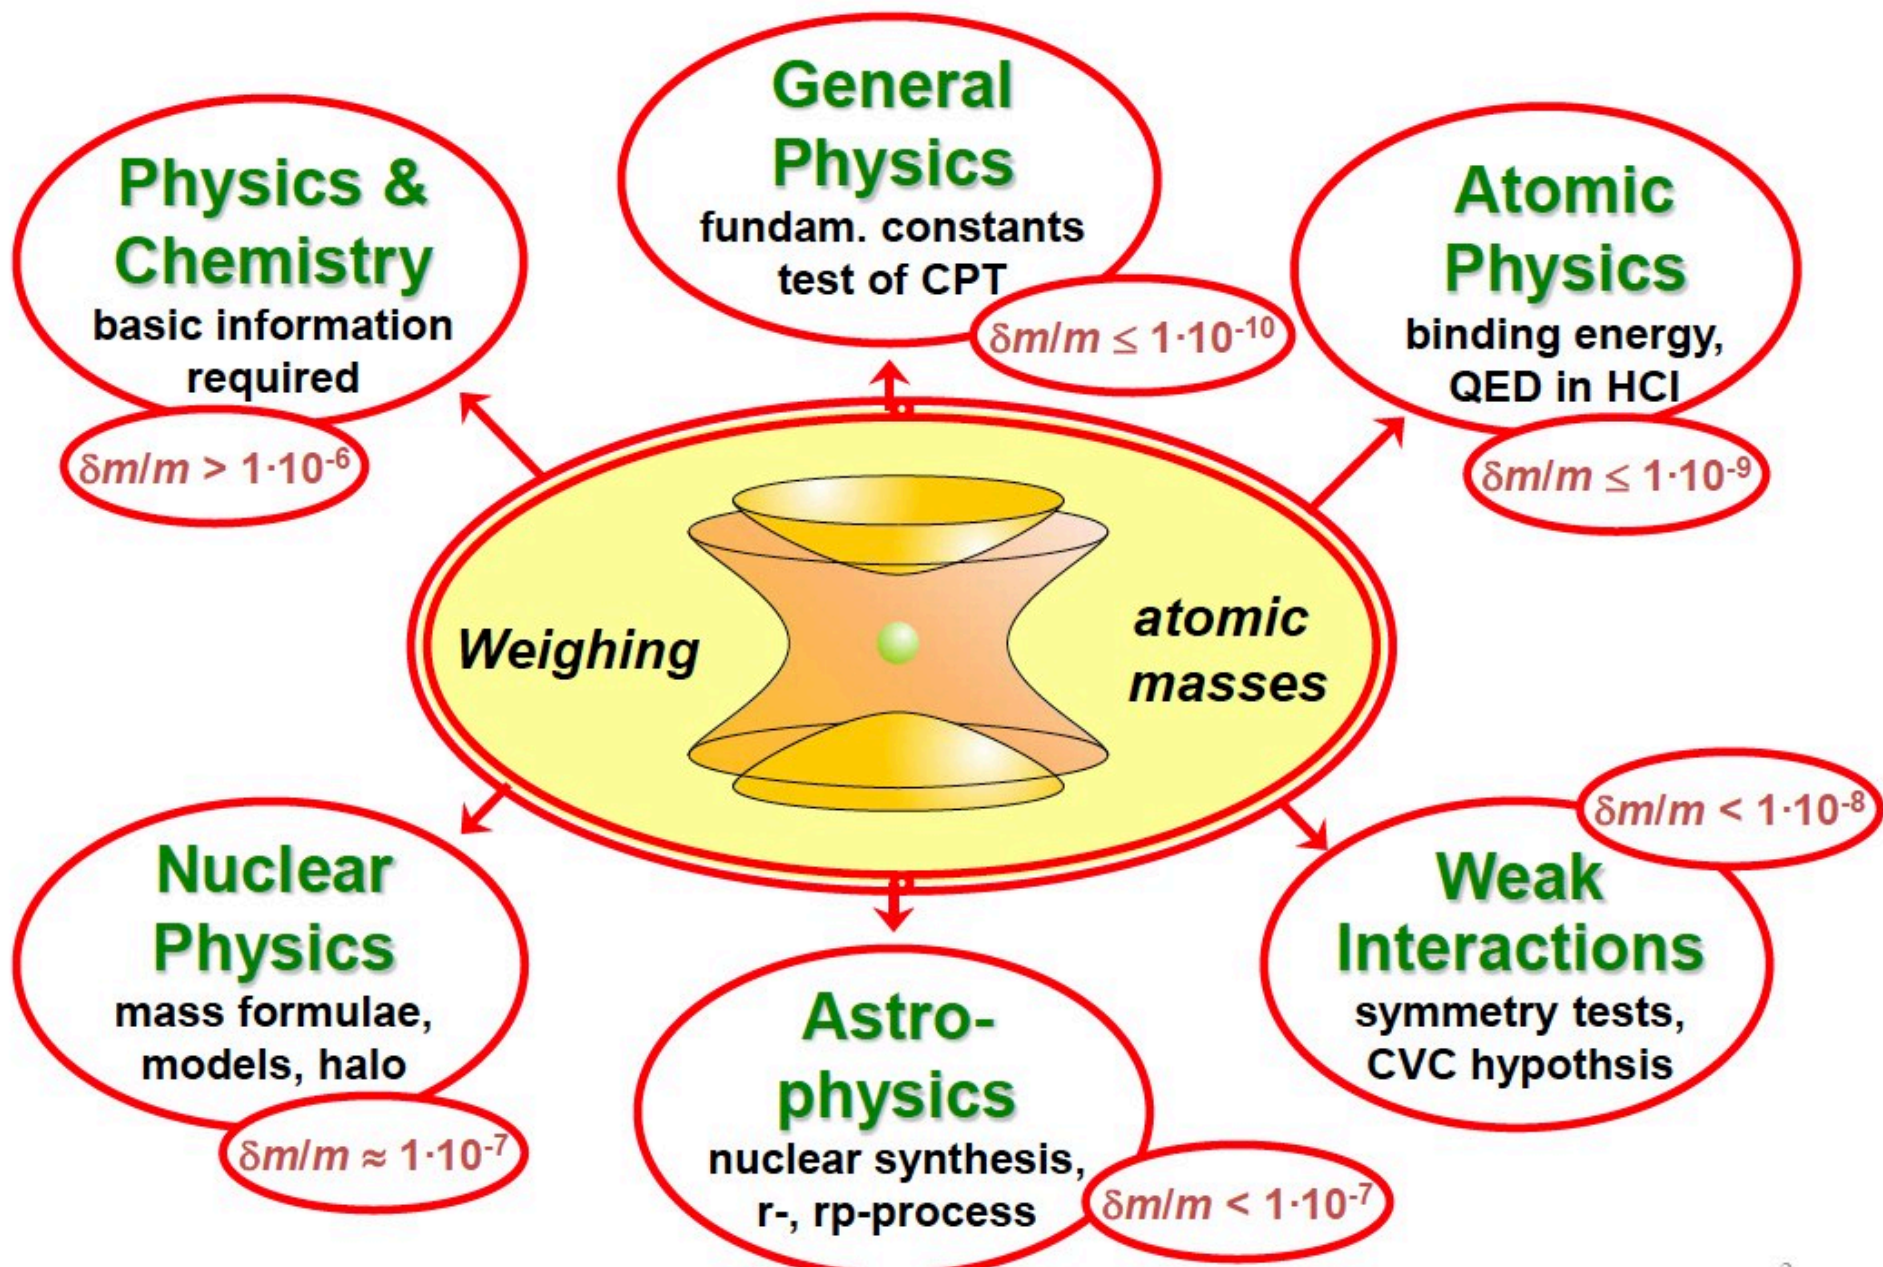 General
Physics
fundam. constants
test of CPT
δm/m ≤ 1·10⁻¹⁰
Physics &
Chemistry
basic information
required
δm/m > 1·10⁻⁶
Atomic
Physics
binding energy,
QED in HCI
δm/m ≤ 1·10⁻⁹
Weighing
atomic
masses
Nuclear
Physics
mass formulae,
models, halo
δm/m ≈ 1·10⁻⁷
Astro-
physics
nuclear synthesis,
r-, rp-process
δm/m < 1·10⁻⁷
δm/m < 1·10⁻⁸
Weak
Interactions
symmetry tests,
CVC hypothsis